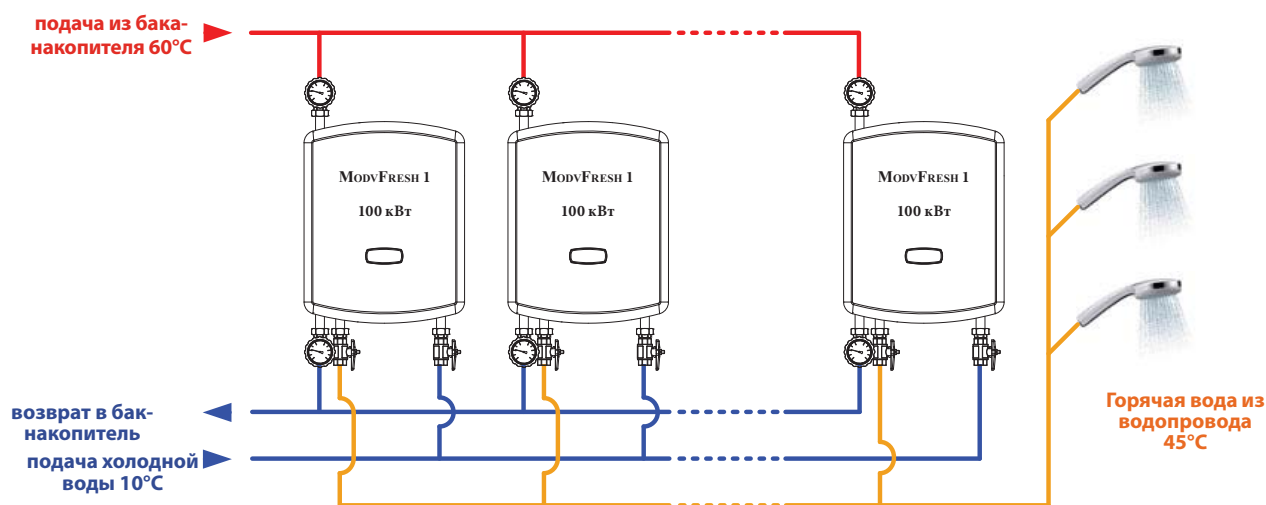 подача из бака-
накопителя 60°C
MODVFRESH 1
100 кВт
MODVFRESH 1
100 кВт
MODVFRESH 1
100 кВт
возврат в бак-
накопитель
подача холодной
воды 10°C
Горячая вода из
водопровода
45°C